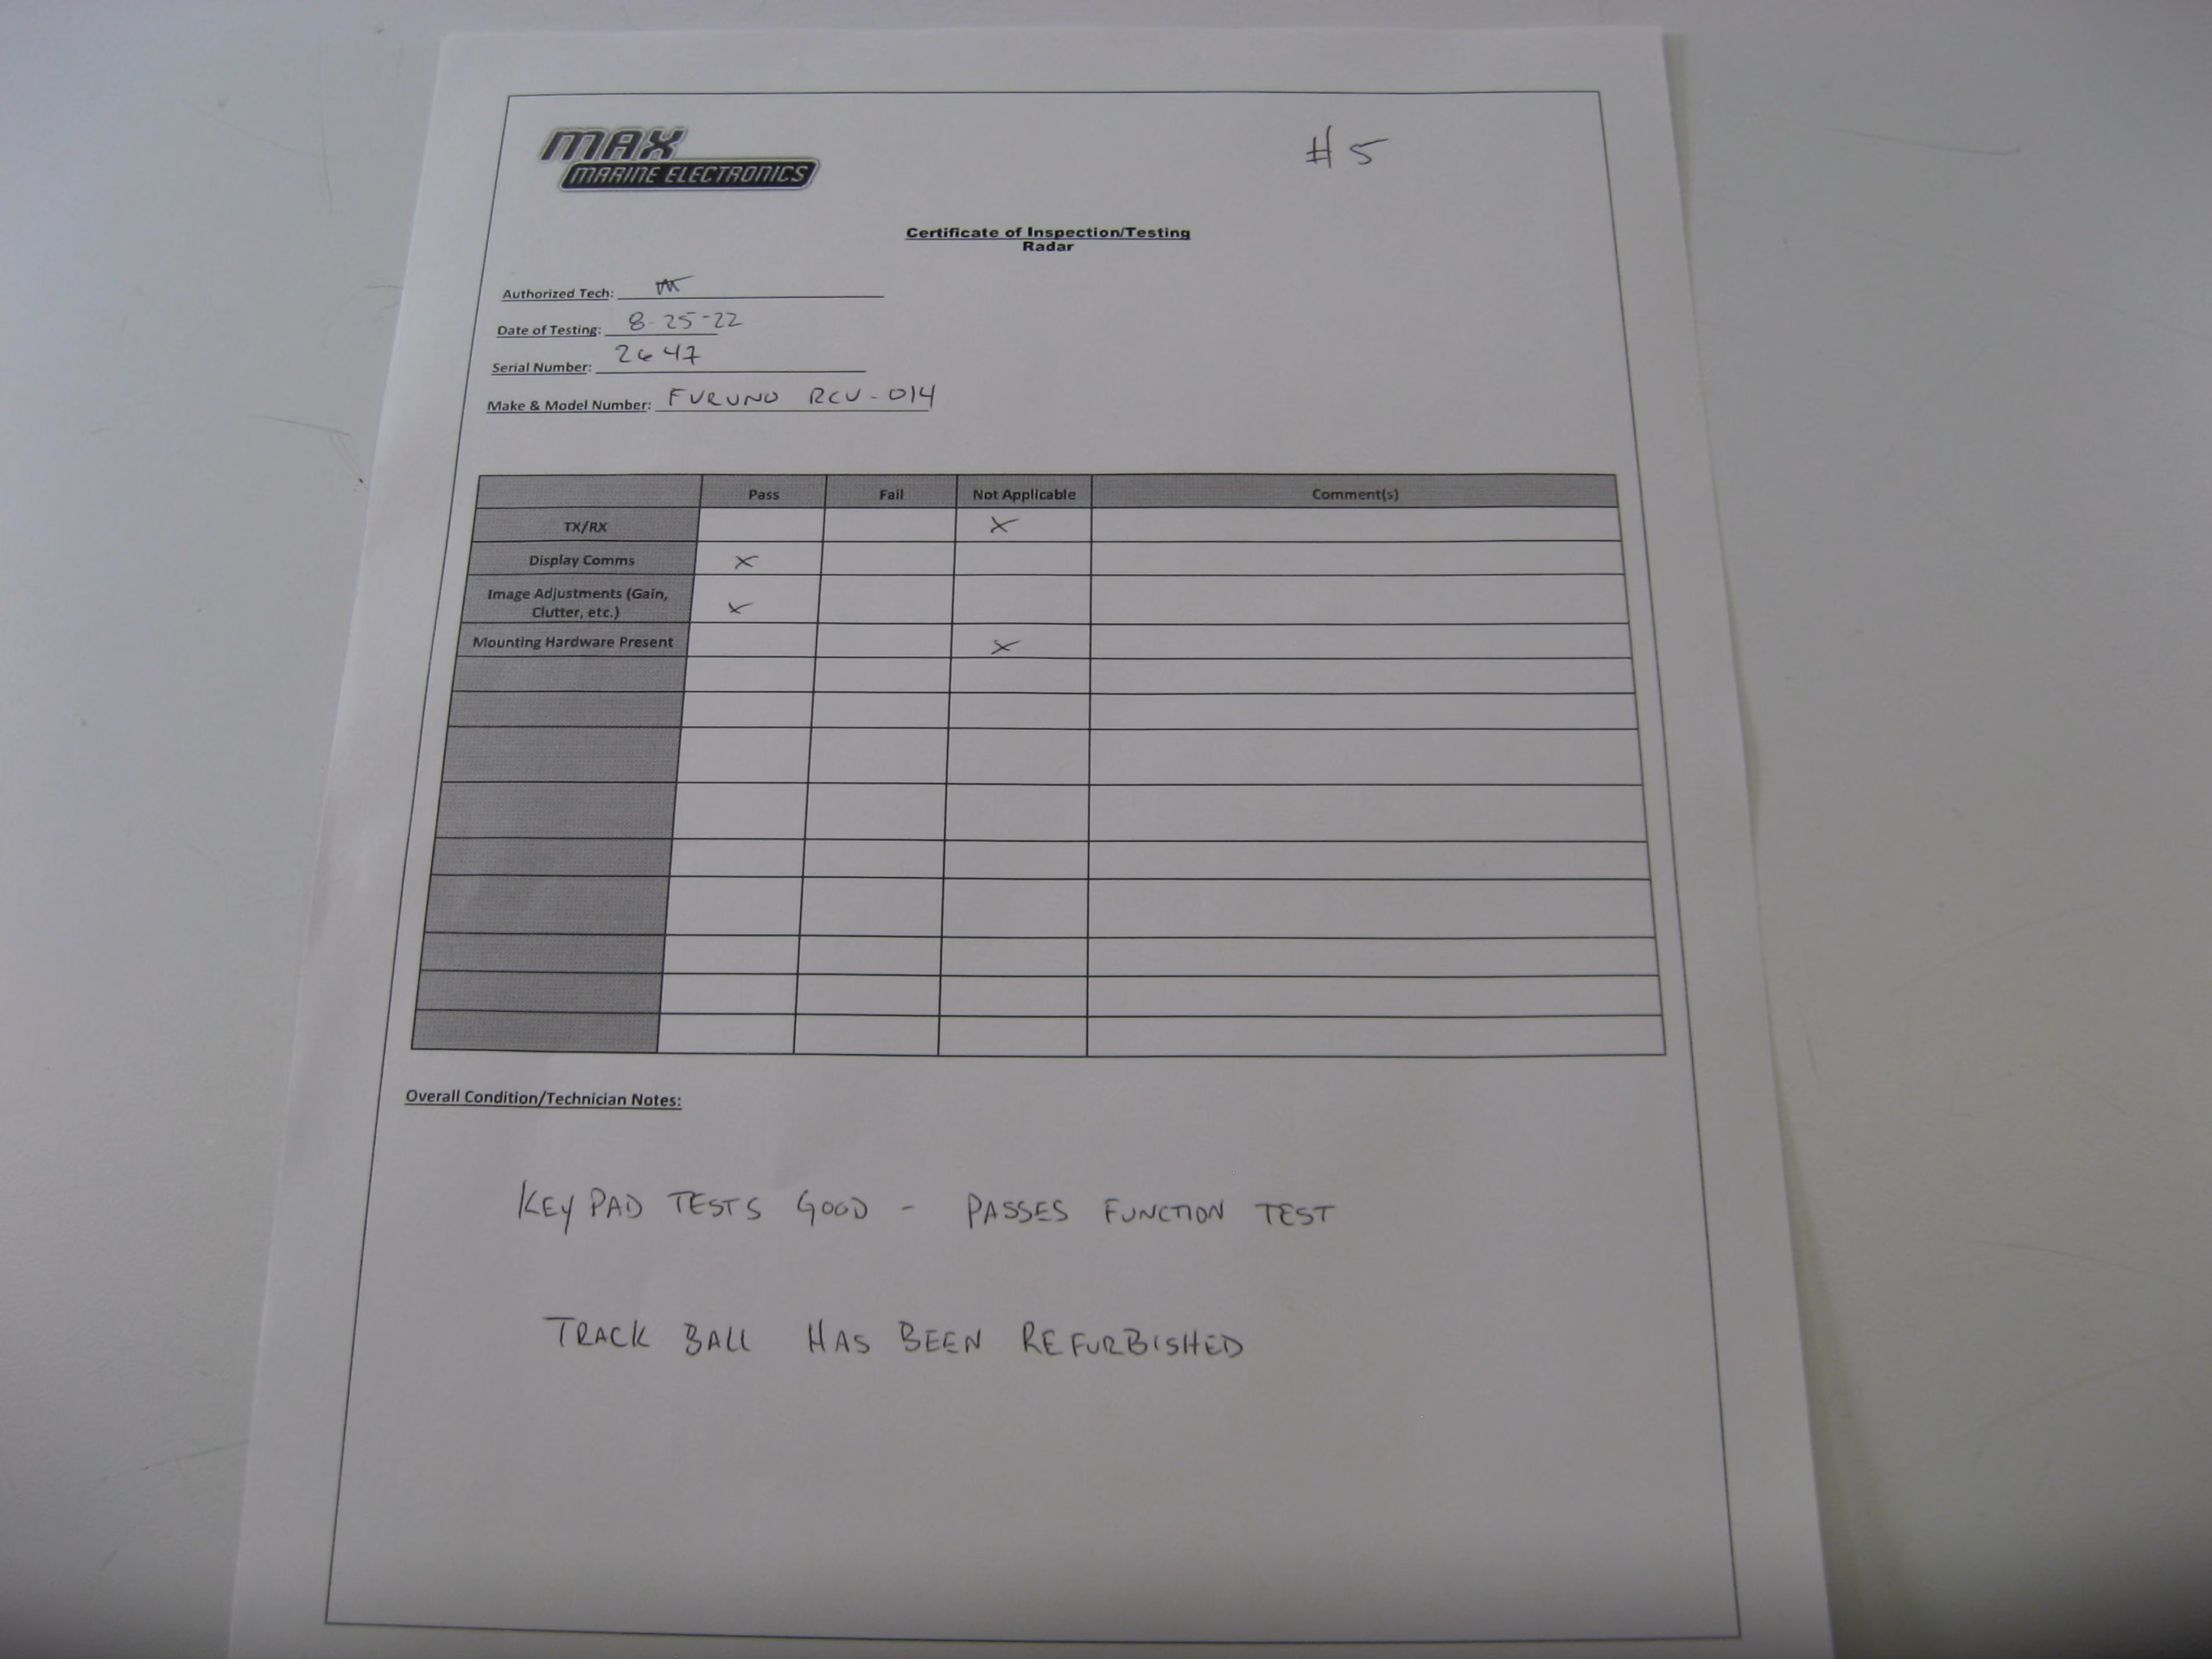 MAX
MARINE ELECTRONICS
# 5
Certificate of Inspection/Testing
Radar
Authorized Tech:
Date of Testing: 8-25-22
Serial Number: 2647
Make & Model Number: FURUNO RCU-014
Pass Fail Not Applicable Comment(s)
TX/RX X
Display Comms X
Image Adjustments (Gain,
Clutter, etc.) X
Mounting Hardware Present X
Overall Condition/Technician Notes:
KEYPAD TESTS GOOD - PASSES FUNCTION TEST
TRACK BALL HAS BEEN REFURBISHED